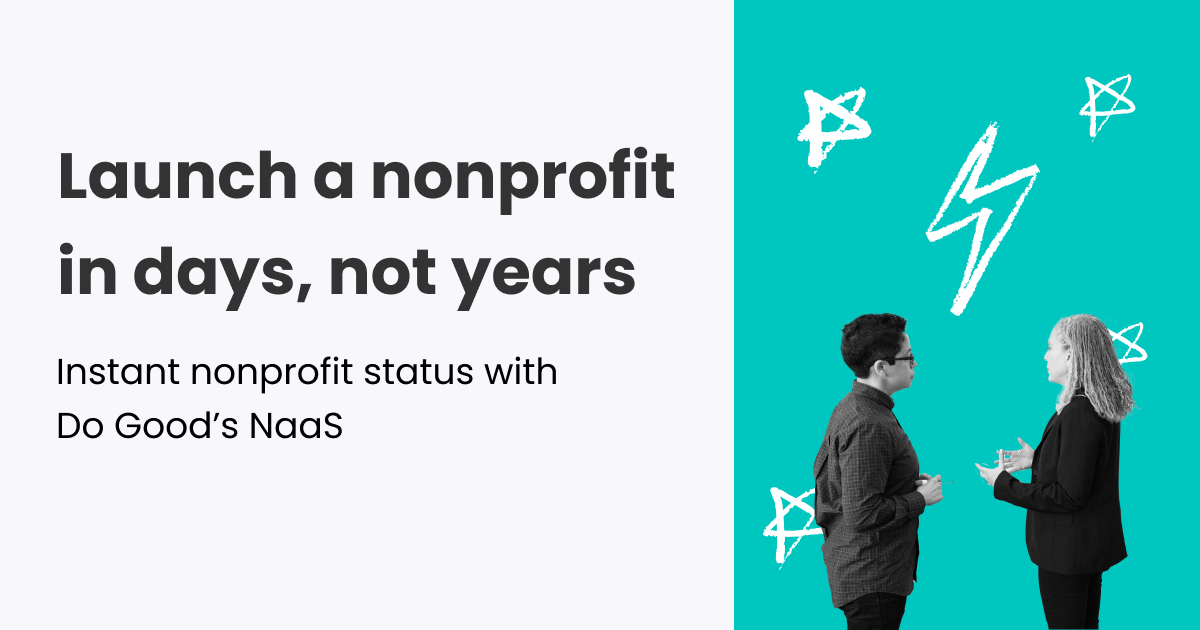 Launch a nonprofit
in days, not years
Instant nonprofit status with
Do Good’s NaaS